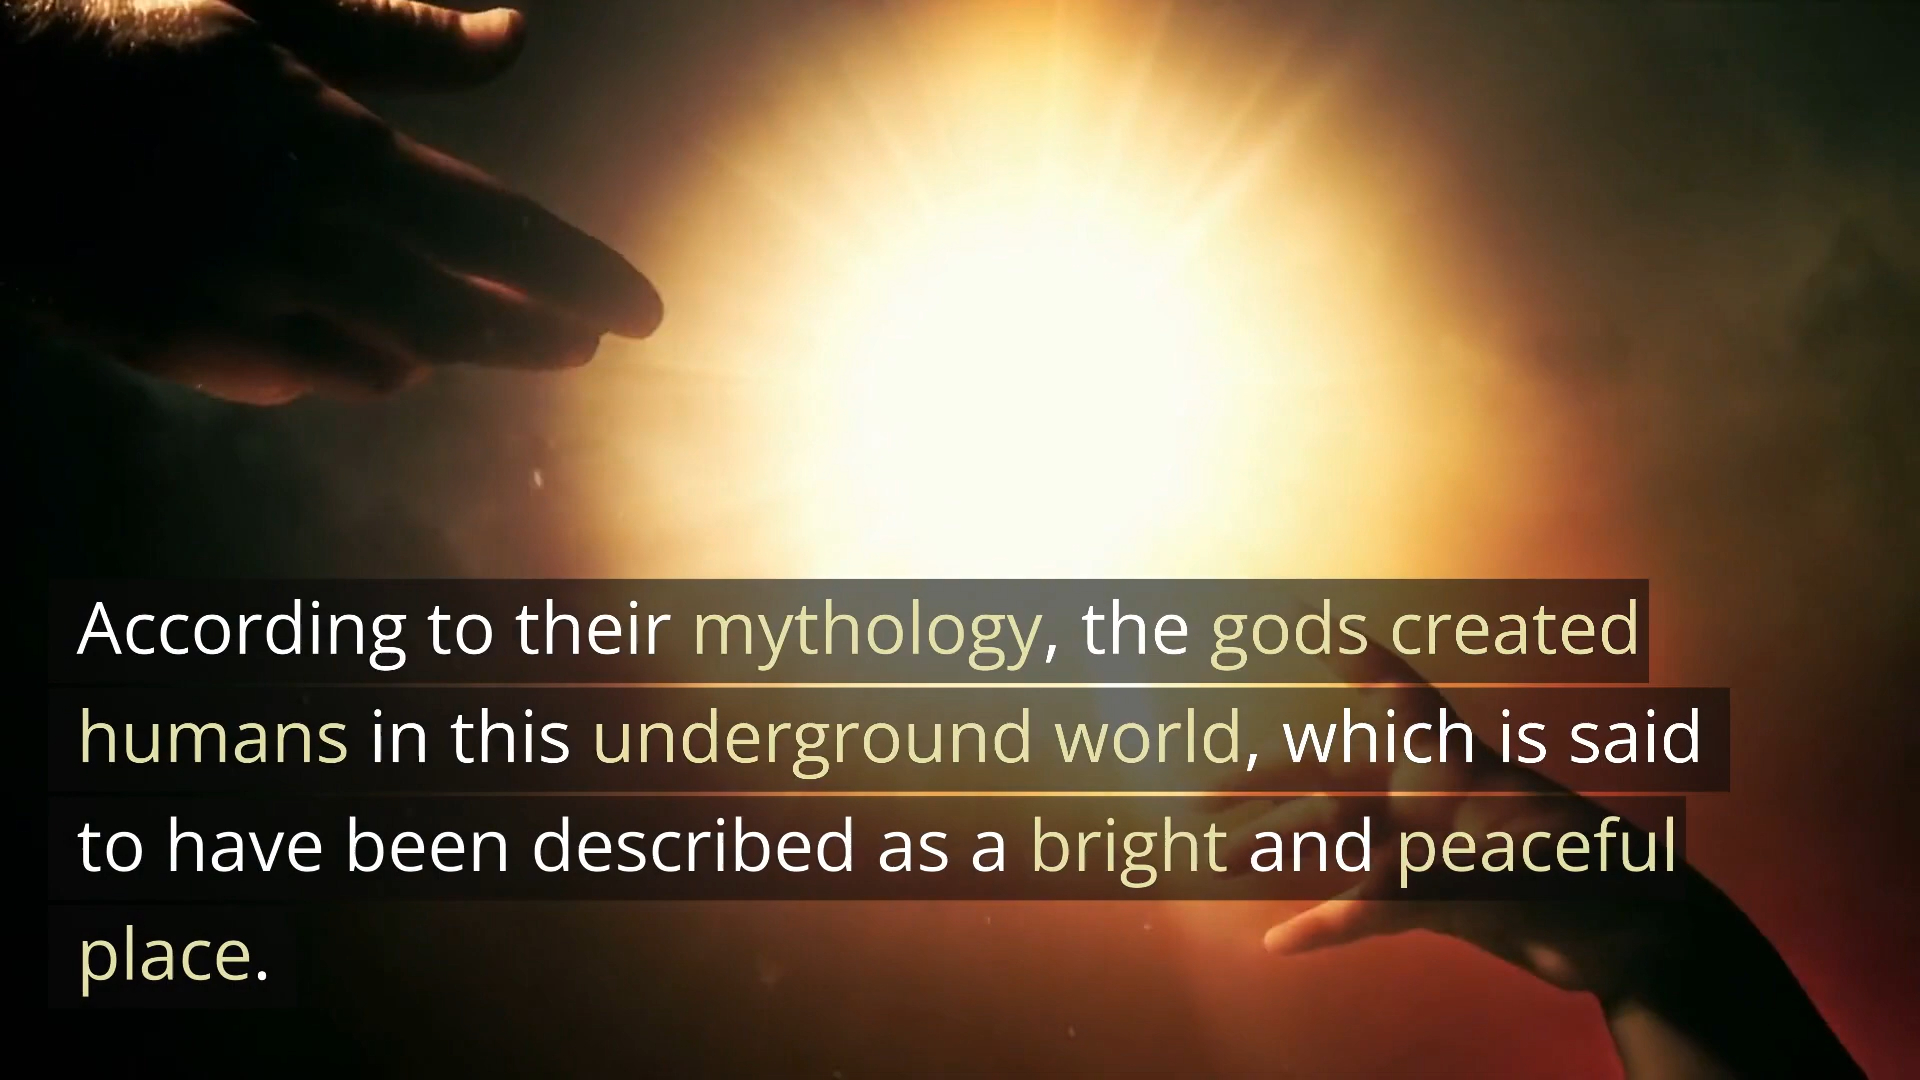 According to their mythology, the gods created
humans in this underground world, which is said
to have been described as a bright and peaceful
place.